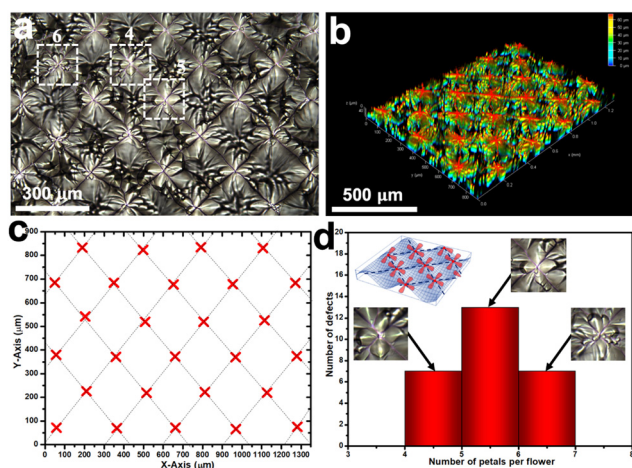 a
6
4
5
300 μm
b
500 μm
c
900
800
700
600
500
400
300
200
100
0
Y-Axis (μm)
0 100 200 300 400 500 600 700 800 900 1000 1100 1200 1300
X-Axis (μm)
d
20
18
16
14
12
10
8
6
4
2
0
Number of defects
3 4 5 6 7 8
Number of petals per flower